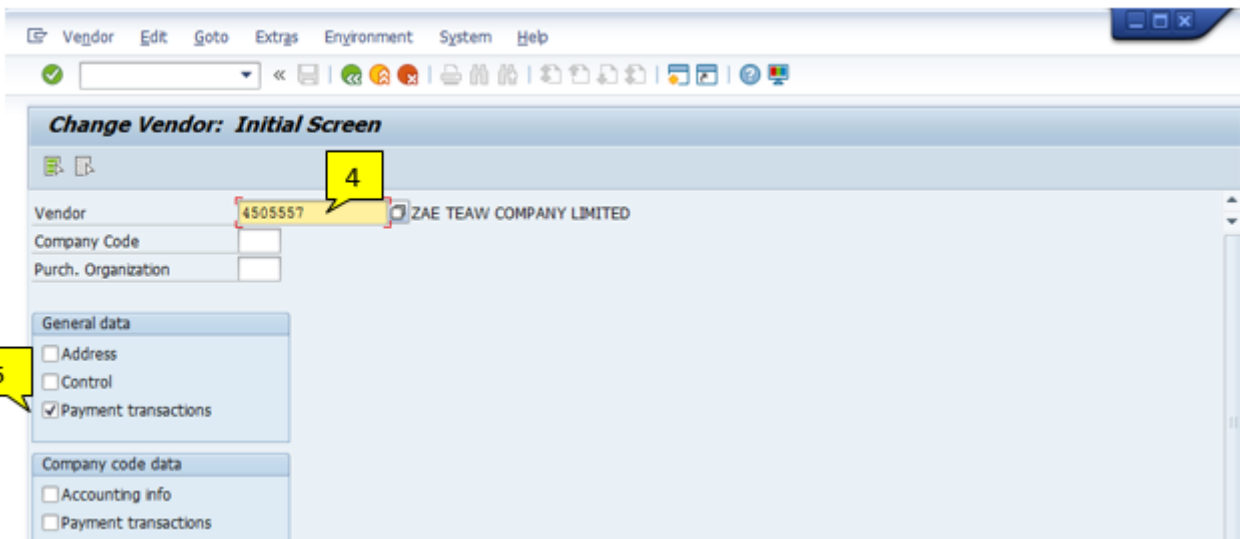 Vendor Edit Goto Extras Environment System Help
Change Vendor: Initial Screen
4
Vendor 4505557 ZAE TEAW COMPANY LIMITED
Company Code
Purch. Organization
General data
Address
5
Control
Payment transactions
Company code data
Accounting info
Payment transactions